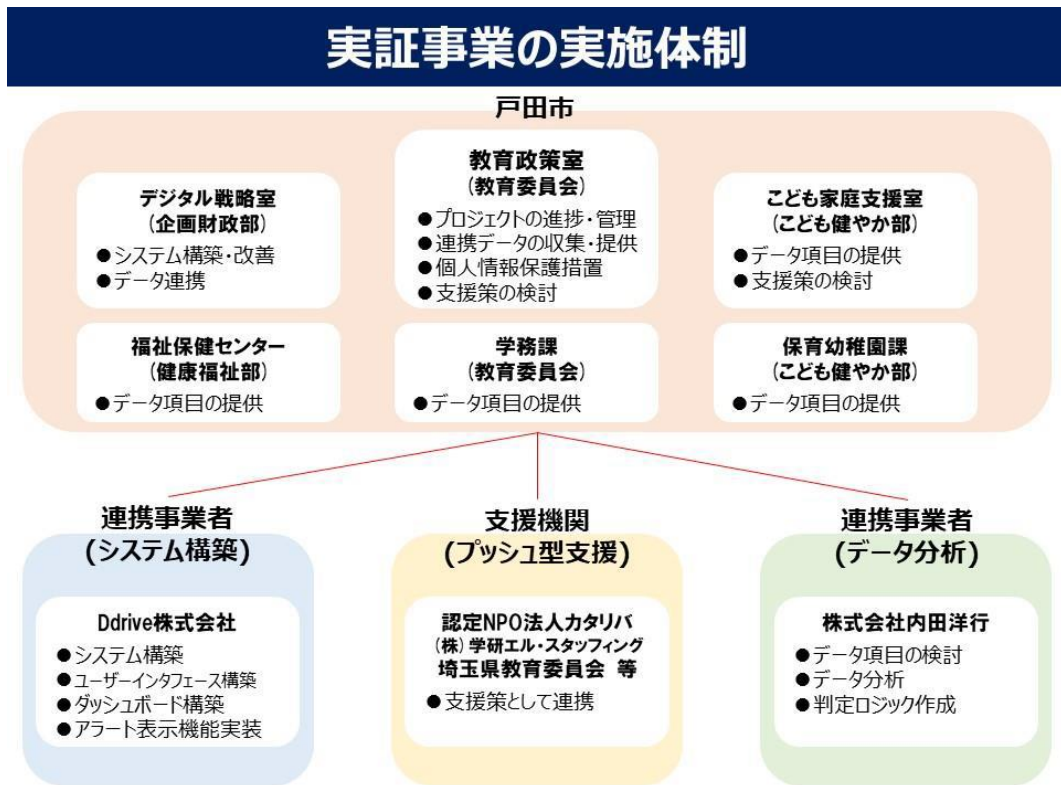 実証事業の実施体制
戸田市
デジタル戦略室
(企画財政部)
●システム構築・改善
●データ連携
教育政策室
(教育委員会)
●プロジェクトの進捗・管理
●連携データの収集・提供
●個人情報保護措置
●支援策の検討
こども家庭支援室
(こども健やか部)
●データ項目の提供
●支援策の検討
福祉保健センター
(健康福祉部)
●データ項目の提供
学務課
(教育委員会)
●データ項目の提供
保育幼稚園課
(こども健やか部)
●データ項目の提供
連携事業者
(システム構築)
Ddrive株式会社
●システム構築
●ユーザーインタフェース構築
●ダッシュボード構築
●アラート表示機能実装
支援機関
(プッシュ型支援)
認定NPO法人カタリバ
(株)学研エル・スタッフィング
埼玉県教育委員会 等
●支援策として連携
連携事業者
(データ分析)
株式会社内田洋行
●データ項目の検討
●データ分析
●判定ロジック作成